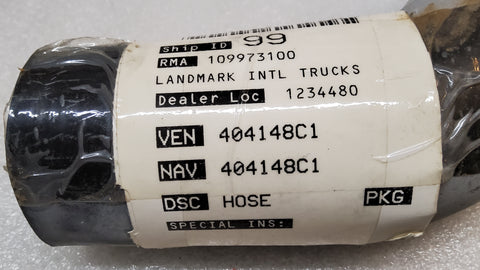 Ship ID 99
RMA 109973100
LANDMARK INTL TRUCKS
Dealer Loc 1234480
VEN 404148C1
NAV 404148C1
DSC HOSE PKG
SPECIAL INS: